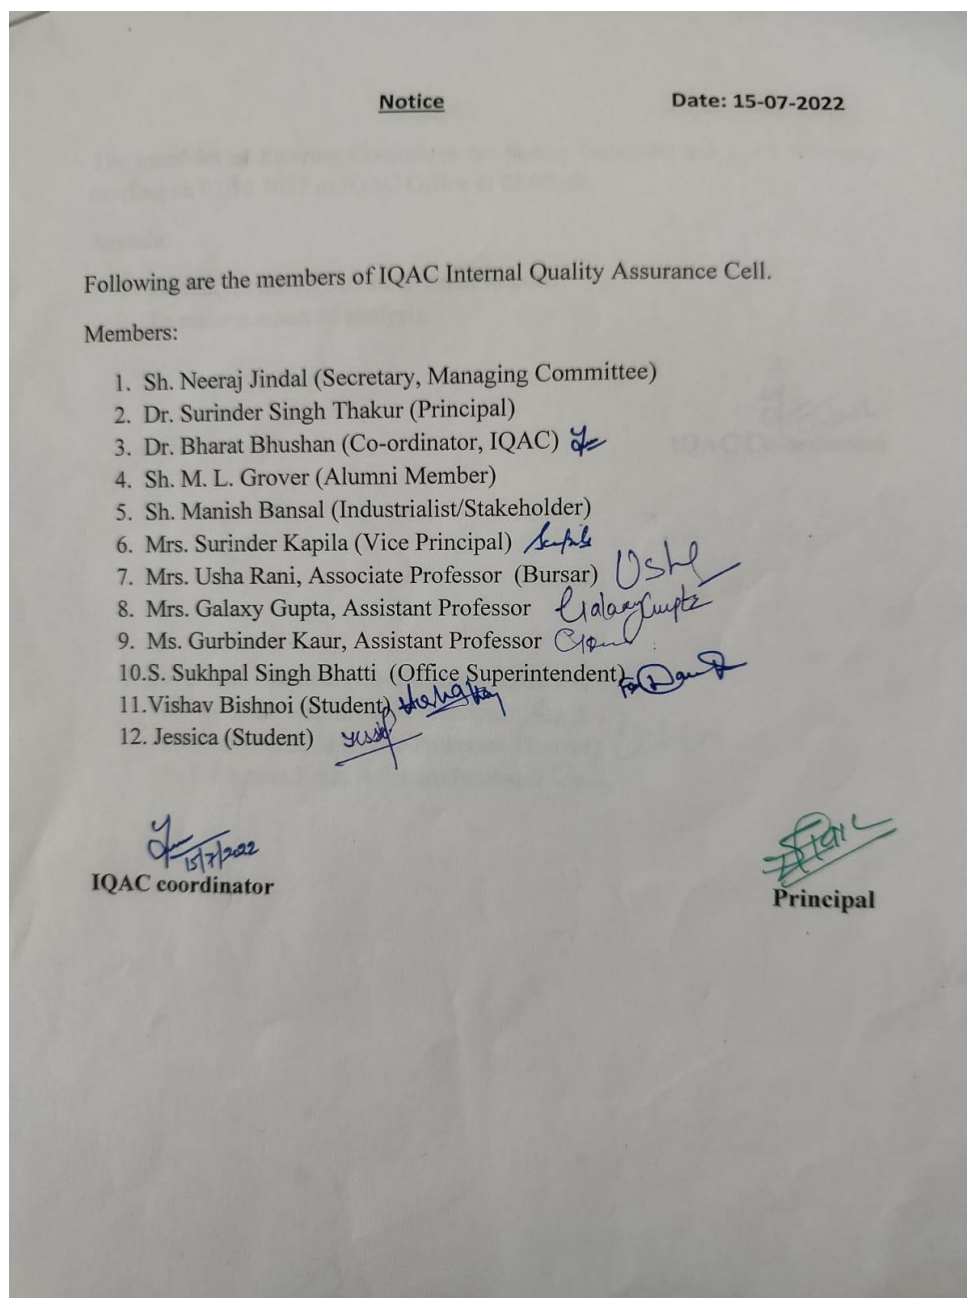 Notice Date: 15-07-2022
Following are the members of IQAC Internal Quality Assurance Cell.
Members:
1. Sh. Neeraj Jindal (Secretary, Managing Committee)
2. Dr. Surinder Singh Thakur (Principal)
3. Dr. Bharat Bhushan (Co-ordinator, IQAC)
4. Sh. M. L. Grover (Alumni Member)
5. Sh. Manish Bansal (Industrialist/Stakeholder)
6. Mrs. Surinder Kapila (Vice Principal)
7. Mrs. Usha Rani, Associate Professor (Bursar) Usha
8. Mrs. Galaxy Gupta, Assistant Professor Galaxy Gupta
9. Ms. Gurbinder Kaur, Assistant Professor
10.S. Sukhpal Singh Bhatti (Office Superintendent) For
11.Vishav Bishnoi (Student)
12. Jessica (Student)
15/7/2022
IQAC coordinator
Principal